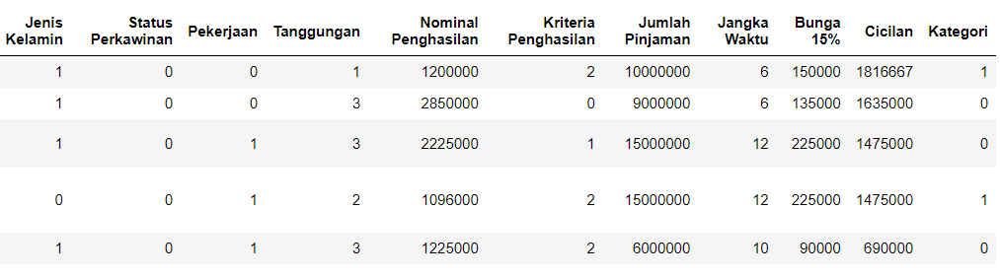 Jenis Kelamin Status Perkawinan Pekerjaan Tanggungan Nominal Penghasilan Kriteria Penghasilan Jumlah Pinjaman Jangka Waktu Bunga 15% Cicilan Kategori
1 0 0 1 1200000 2 10000000 6 150000 1816667 1
1 0 0 3 2850000 0 9000000 6 135000 1635000 0
1 0 1 3 2225000 1 15000000 12 225000 1475000 0
0 0 1 2 1096000 2 15000000 12 225000 1475000 1
1 0 1 3 1225000 2 6000000 10 90000 690000 0